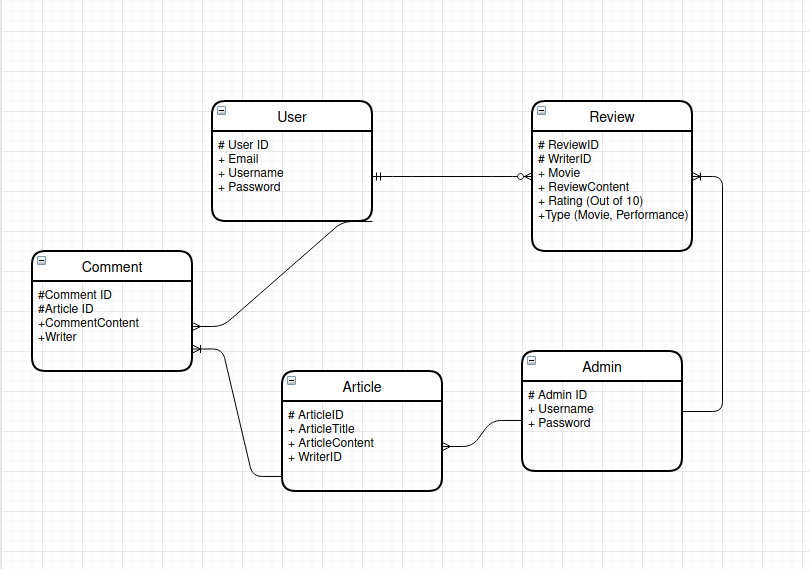 User
# User ID
+ Email
+ Username
+ Password
Review
# ReviewID
# WriterID
+ Movie
+ ReviewContent
+ Rating (Out of 10)
+Type (Movie, Performance)
Comment
#Comment ID
#Article ID
+CommentContent
+Writer
Article
# ArticleID
+ ArticleTitle
+ ArticleContent
+ WriterID
Admin
# Admin ID
+ Username
+ Password